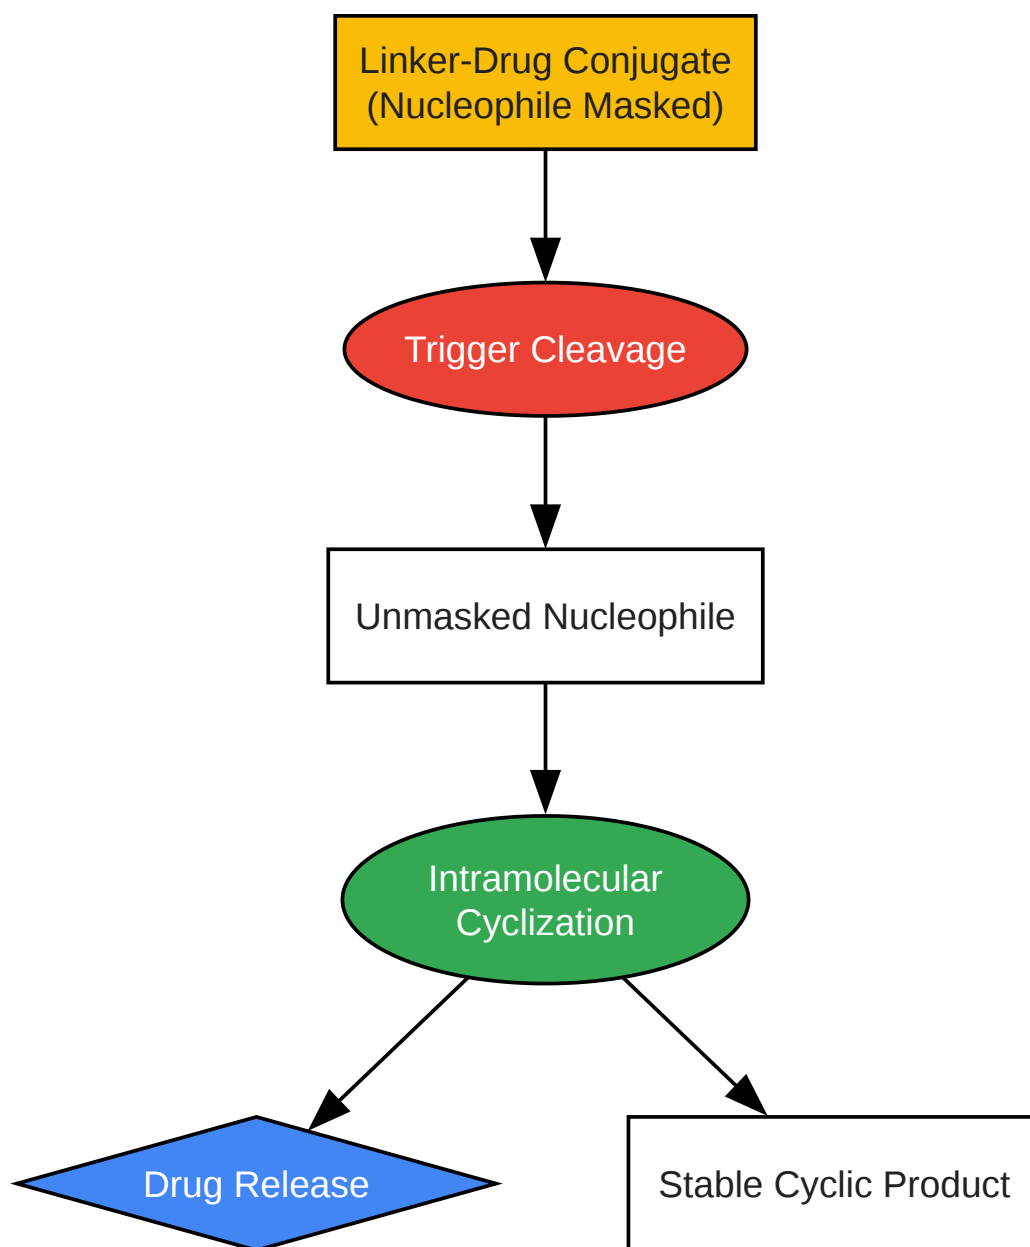 Linker-Drug Conjugate
(Nucleophile Masked)
Trigger Cleavage
Unmasked Nucleophile
Intramolecular
Cyclization
Drug Release
Stable Cyclic Product